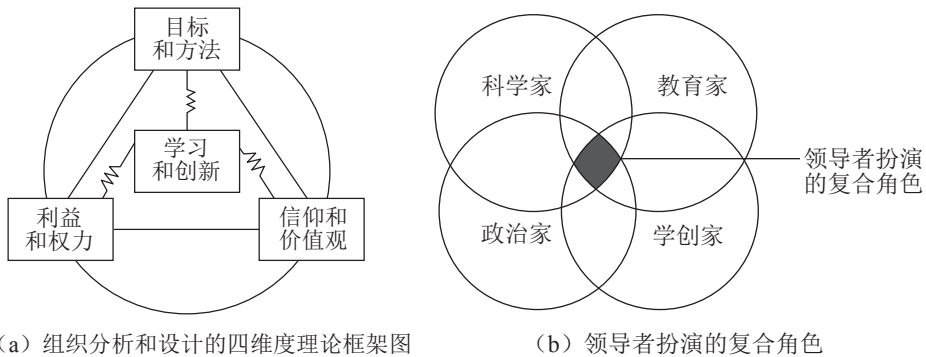 目标
和方法
学习
和创新
利益
和权力
信仰和
价值观
（a）组织分析和设计的四维度理论框架图
科学家
教育家
政治家
学创家
领导者扮演
的复合角色
（b）领导者扮演的复合角色